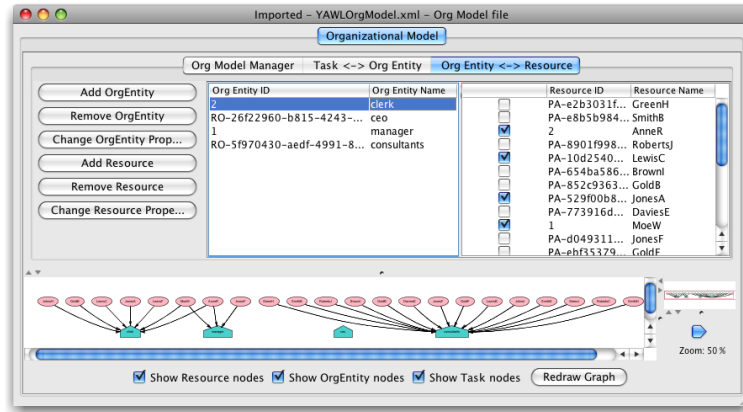 Imported - YAWLOrgModel.xml - Org Model file
Organizational Model
Org Model Manager Task <-> Org Entity Org Entity <-> Resource
Add OrgEntity
Remove OrgEntity
Change OrgEntity Prop...
Add Resource
Remove Resource
Change Resource Prope...
Org Entity ID Org Entity Name
2 clerk
RO-26f22960-b815-4243-... ceo
1 manager
RO-5f970430-aedf-4991-8... consultants
Resource ID Resource Name
PA-e2b3031f... GreenH
PA-e8b5b984... SmithB
2 AnneR
PA-8901f998... RobertsJ
PA-10d2540... LewisC
PA-654ba586... BrownI
PA-852c9363... GoldB
PA-529f00b8... JonesA
PA-773916d... DaviesE
1 MoeW
PA-d049311... JonesF
PA-ebf35379... GoldF
Zoom: 50 %
Show Resource nodes Show OrgEntity nodes Show Task nodes Redraw Graph